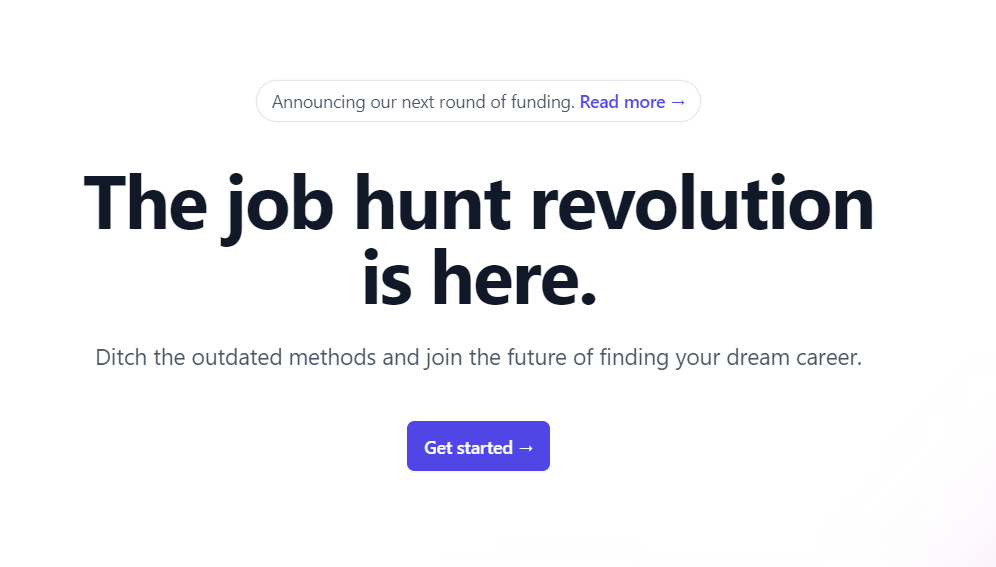 Announcing our next round of funding. Read more →
The job hunt revolution
is here.
Ditch the outdated methods and join the future of finding your dream career.
Get started →